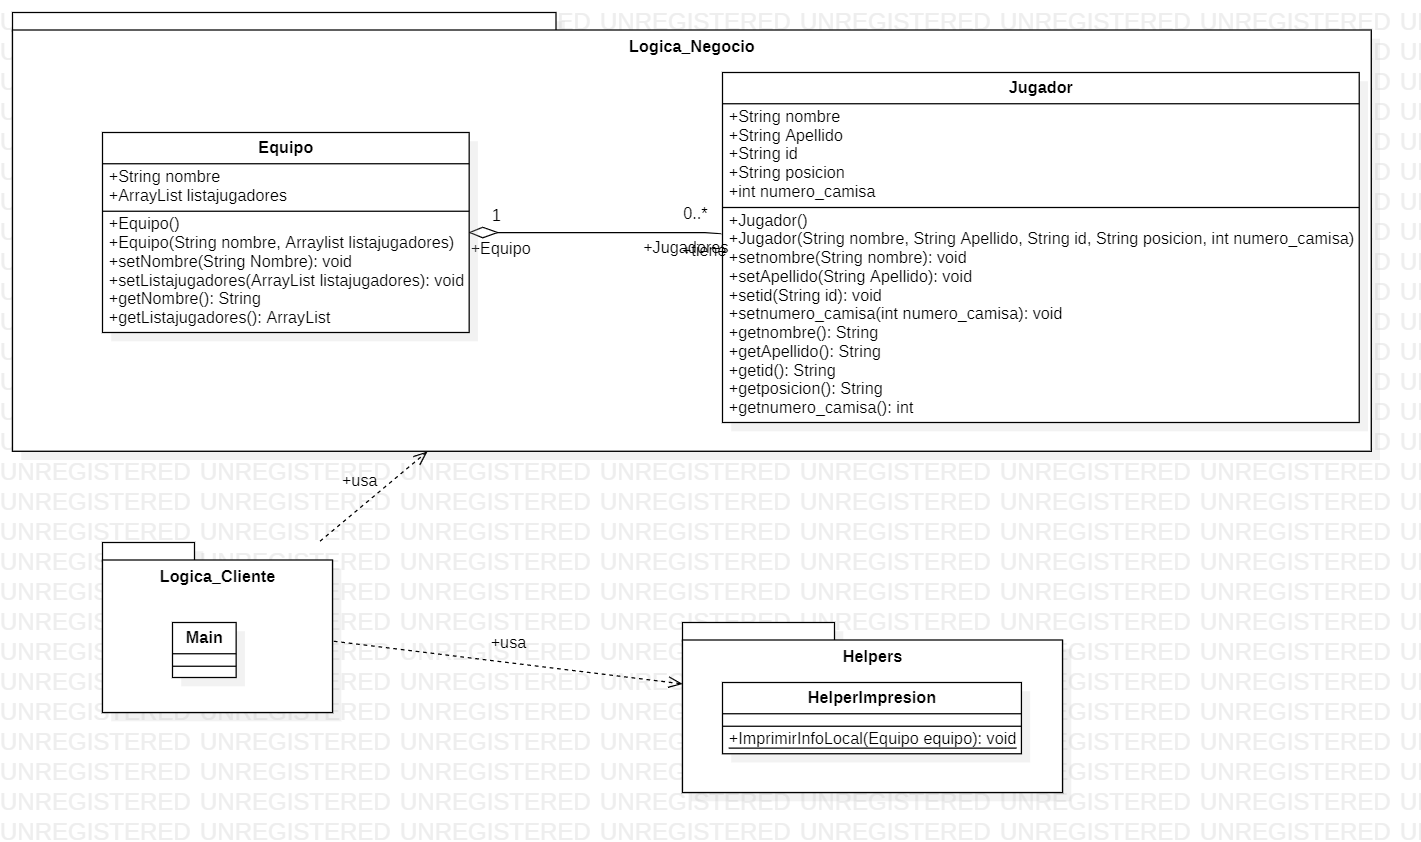 Logica_Negocio
Equipo
+String nombre
+ArrayList listajugadores
+Equipo()
+Equipo(String nombre, Arraylist listajugadores)
+setNombre(String Nombre): void
+setListajugadores(ArrayList listajugadores): void
+getNombre(): String
+getListajugadores(): ArrayList
1
+Equipo
0..*
+Jugadores
+tiene
Jugador
+String nombre
+String Apellido
+String id
+String posicion
+int numero_camisa
+Jugador()
+Jugador(String nombre, String Apellido, String id, String posicion, int numero_camisa)
+setnombre(String nombre): void
+setApellido(String Apellido): void
+setid(String id): void
+setnumero_camisa(int numero_camisa): void
+getnombre(): String
+getApellido(): String
+getid(): String
+getposicion(): String
+getnumero_camisa(): int
+usa
Logica_Cliente
Main
+usa
Helpers
HelperImpresion
+ImprimirInfoLocal(Equipo equipo): void
UNREGISTERED